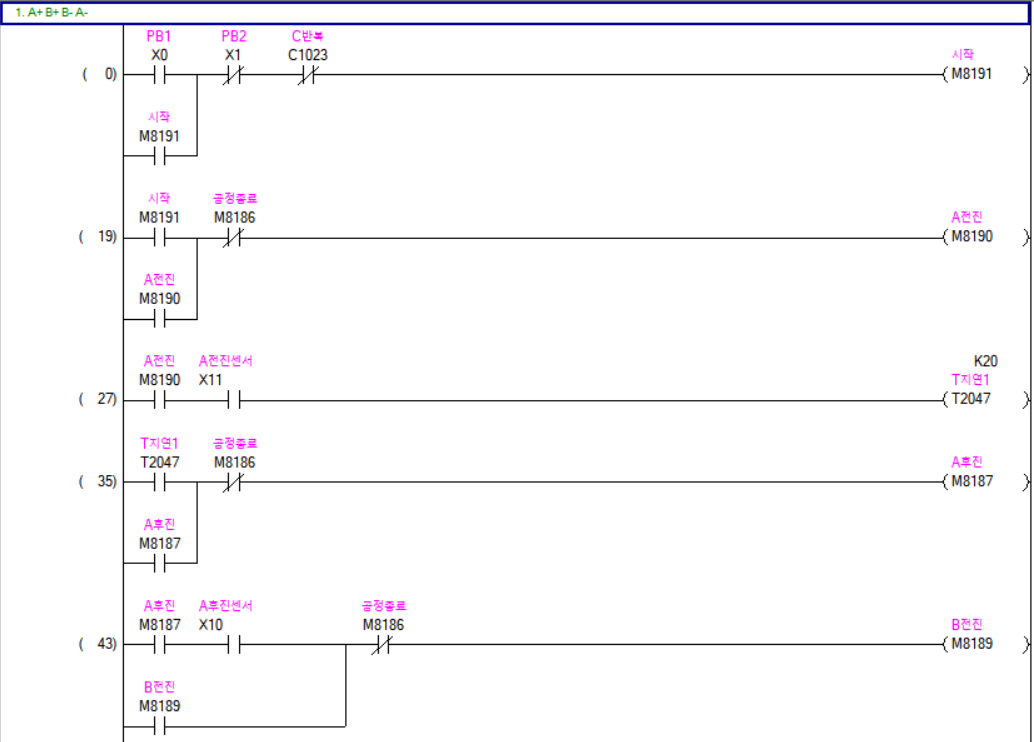 1. A+ B+ B- A-
PB1 PB2 C반복
X0 X1 C1023 시작
( 0) ( M8191 )
시작
M8191
시작 공정종료
M8191 M8186 A전진
( 19) ( M8190 )
A전진
M8190
A전진 A전진센서 K20
M8190 X11 T지연1
( 27) ( T2047 )
T지연1 공정종료
T2047 M8186 A후진
( 35) ( M8187 )
A후진
M8187
A후진 A후진센서 공정종료
M8187 X10 M8186 B전진
( 43) ( M8189 )
B전진
M8189